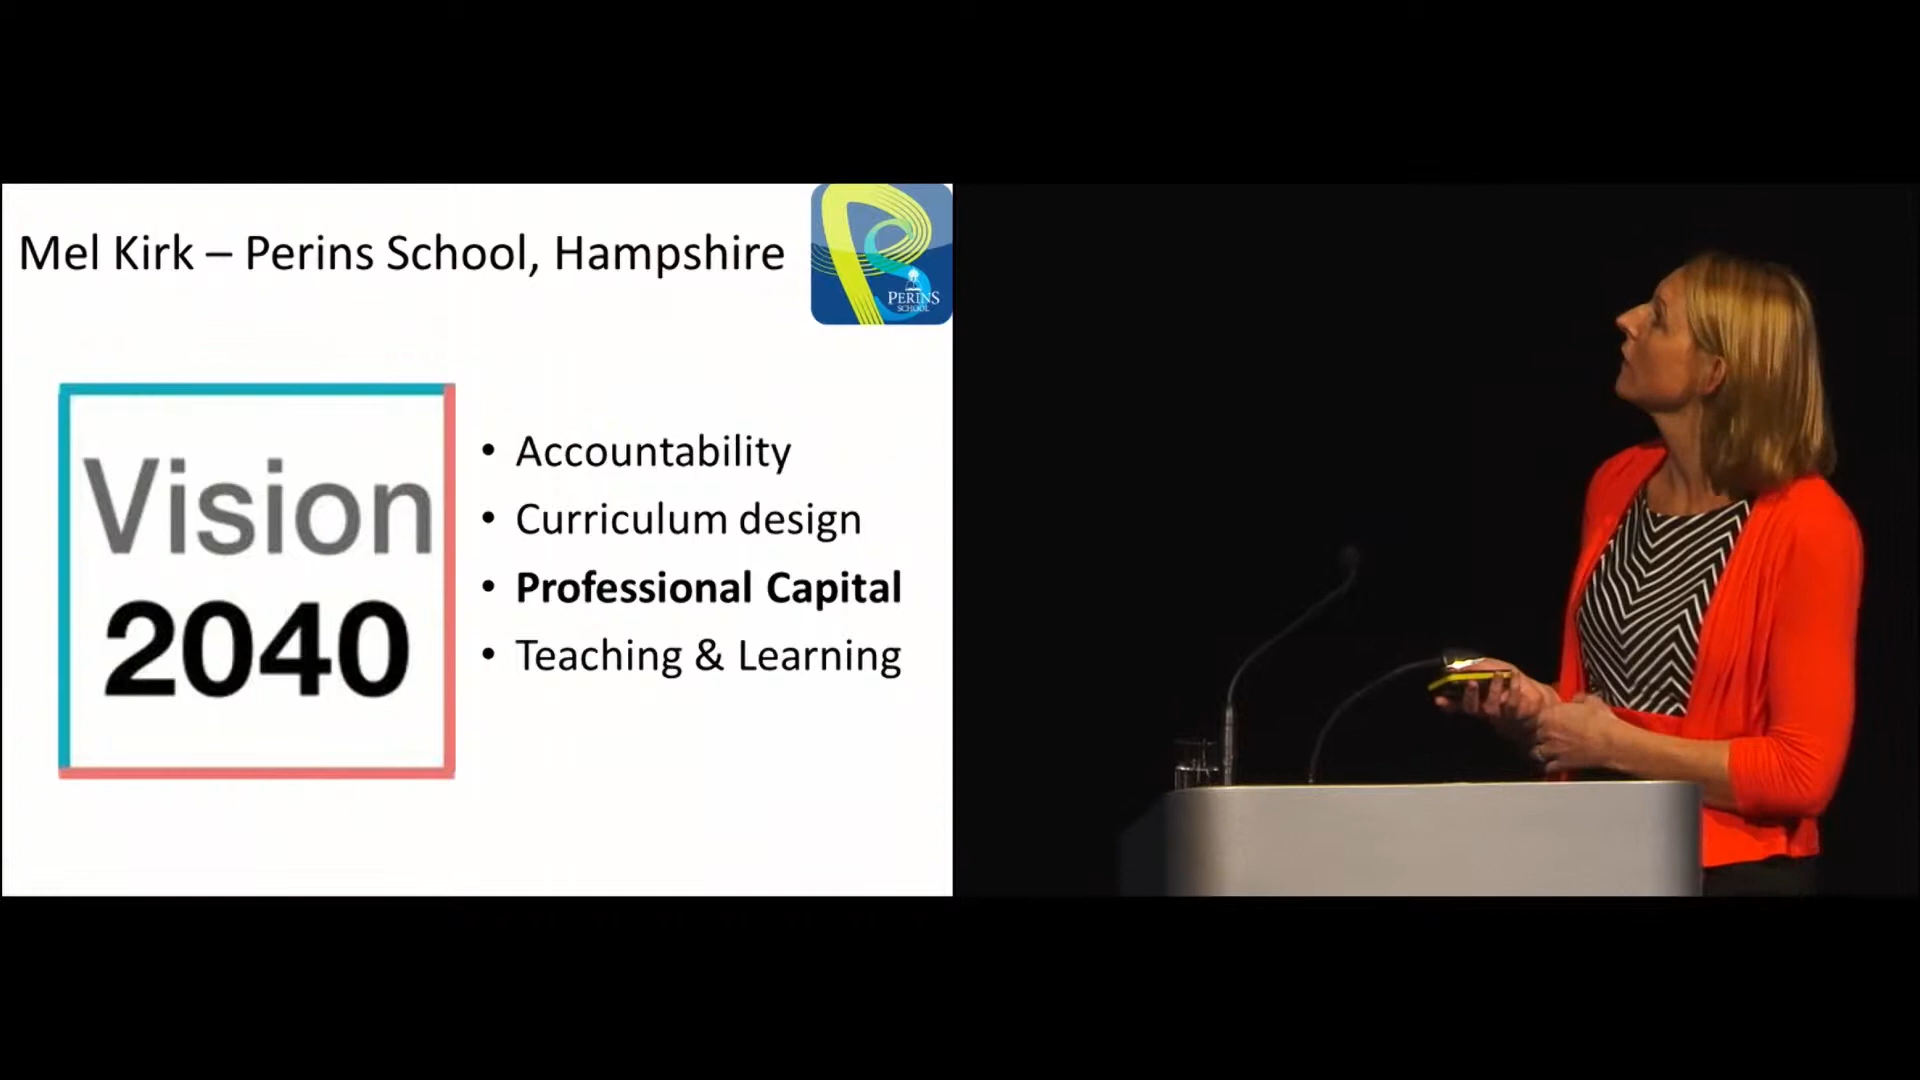 Mel Kirk – Perins School, Hampshire
PERINS
SCHOOL
Vision
2040
• Accountability
• Curriculum design
• Professional Capital
• Teaching & Learning